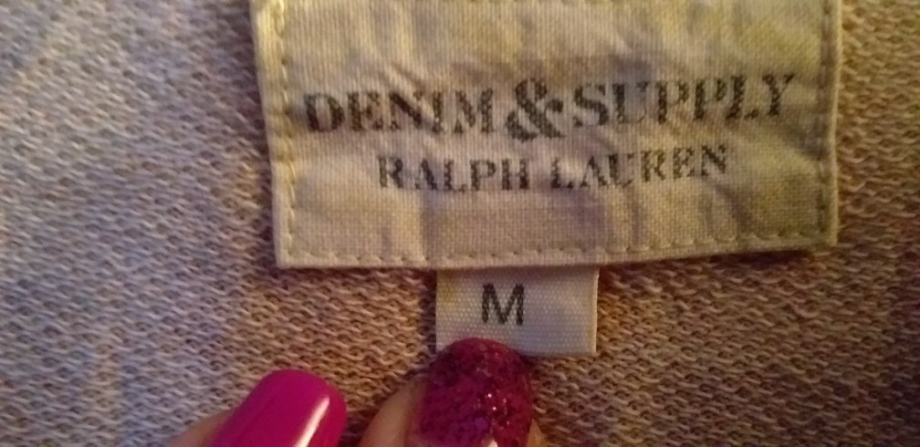 DENIM & SUPPLY
RALPH LAUREN
M